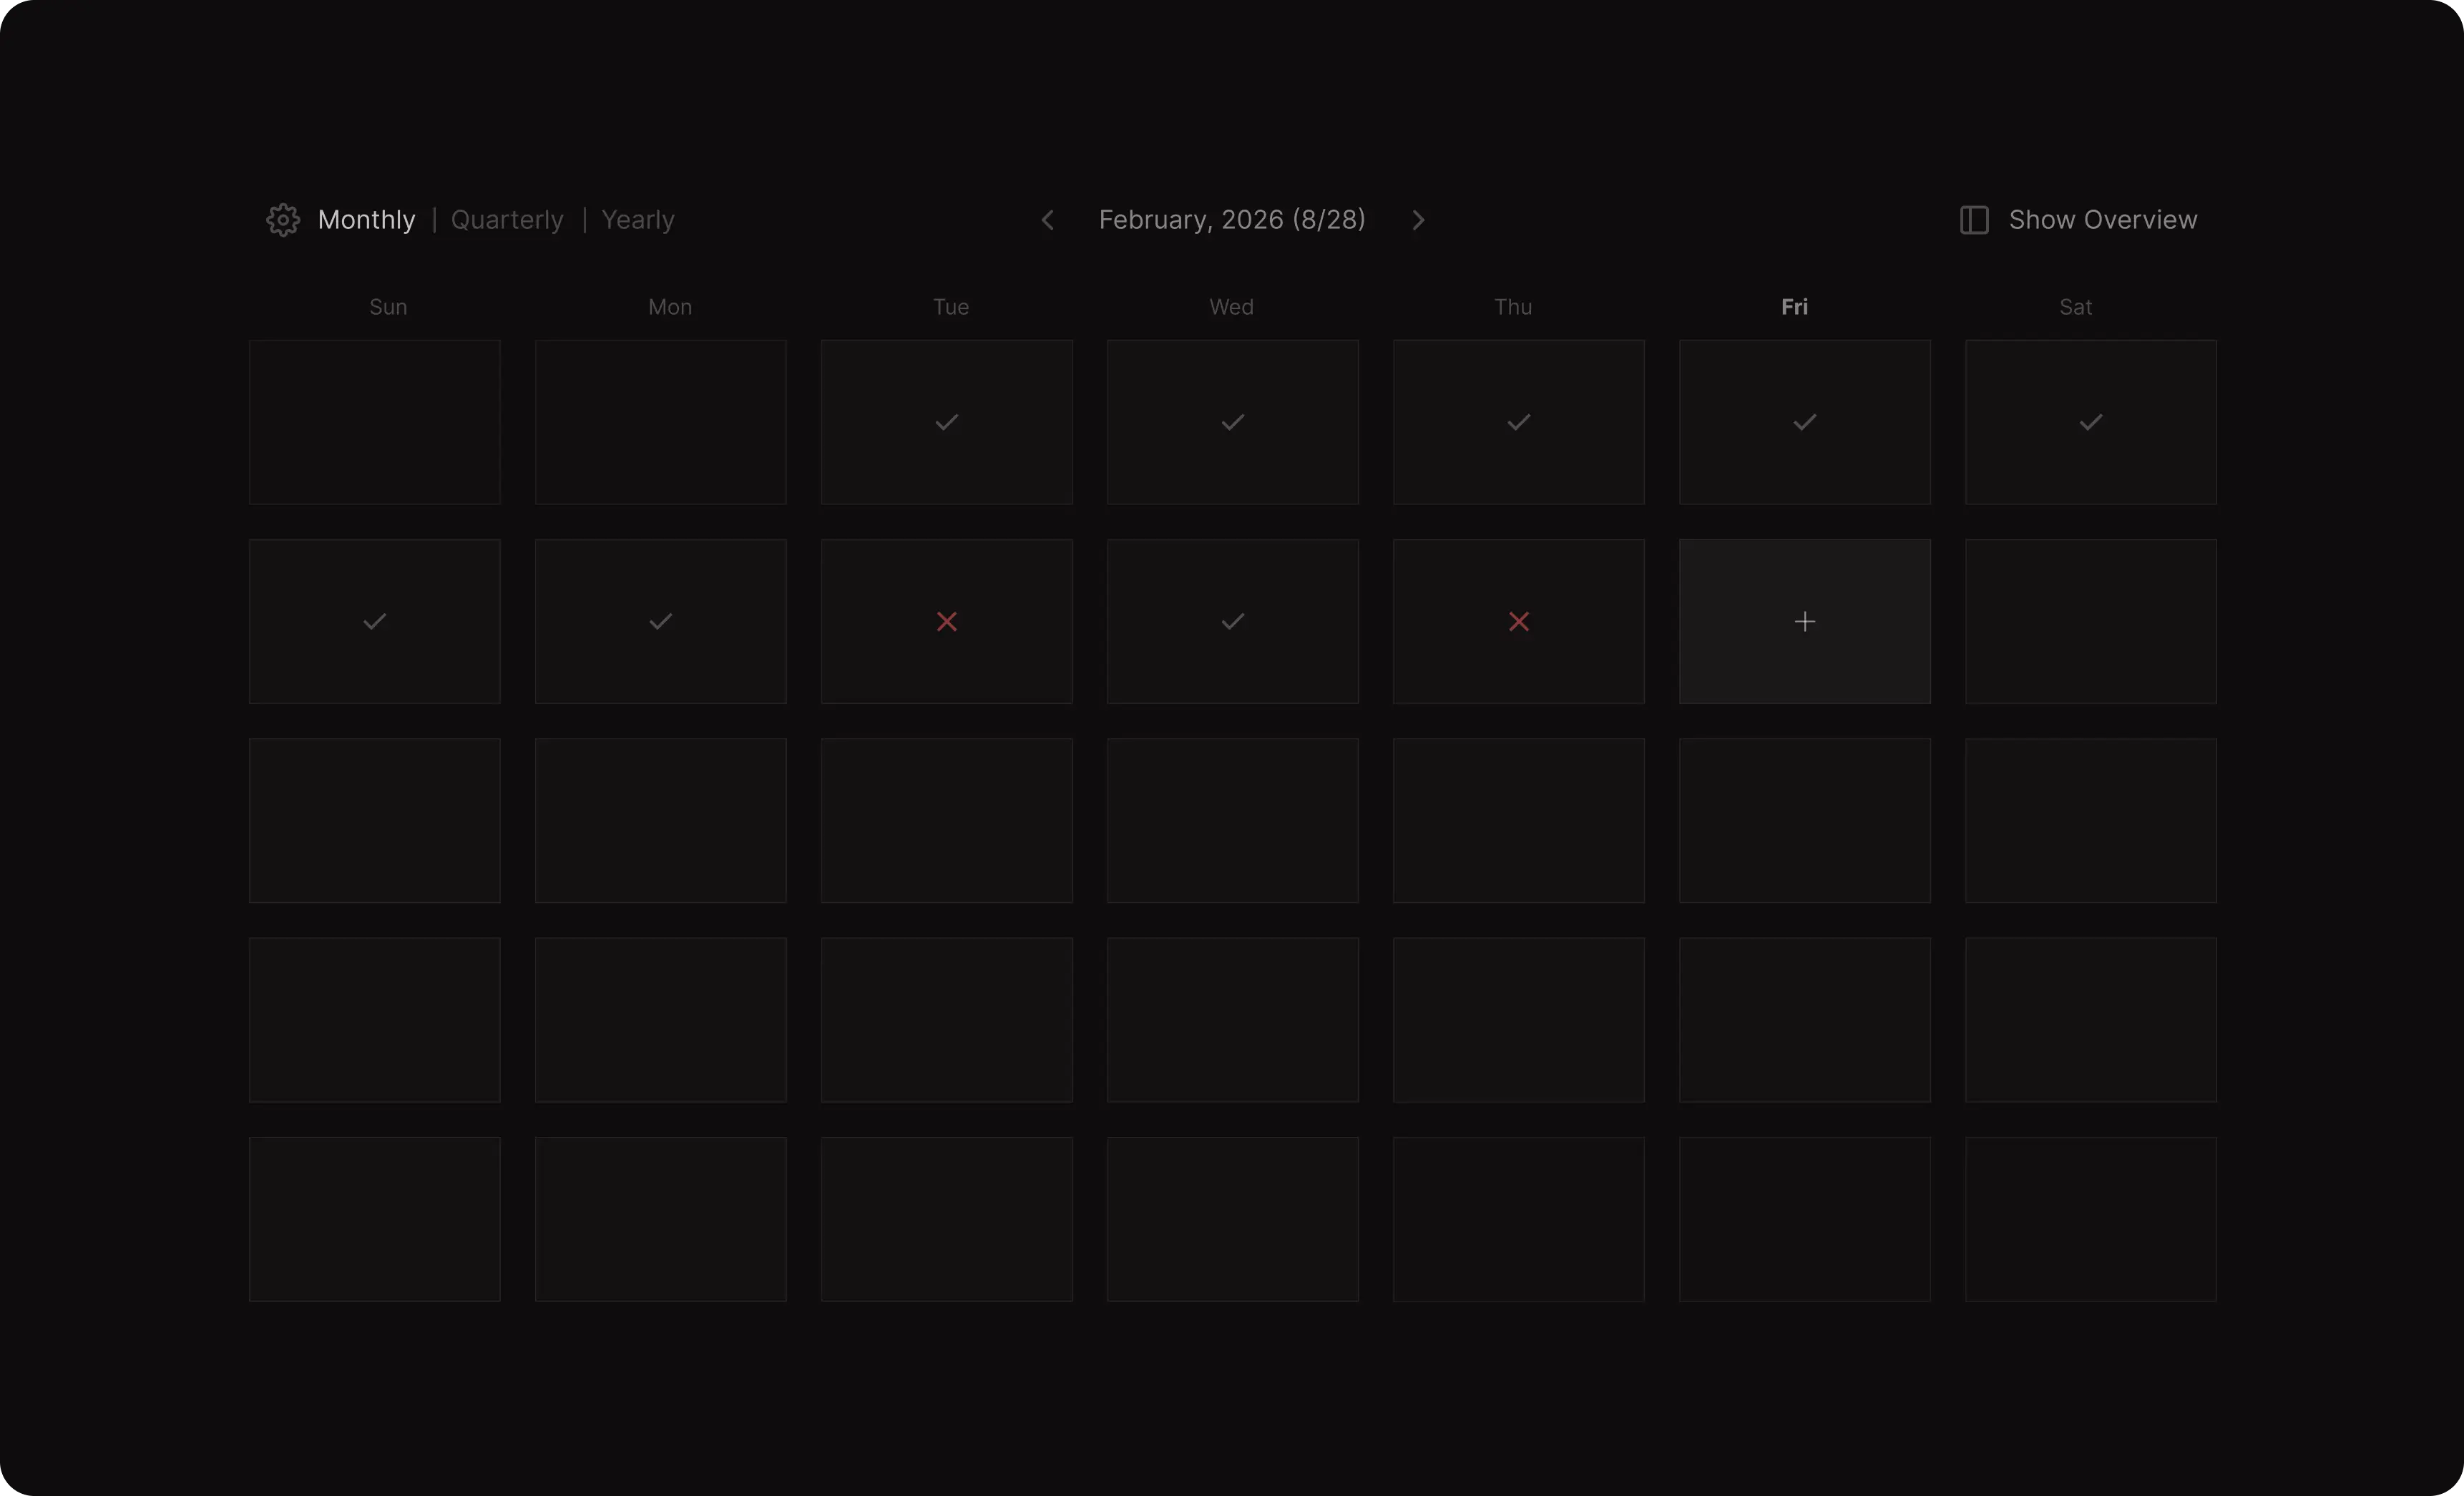 Monthly | Quarterly | Yearly
February, 2026 (8/28)
Show Overview
Sun Mon Tue Wed Thu Fri Sat